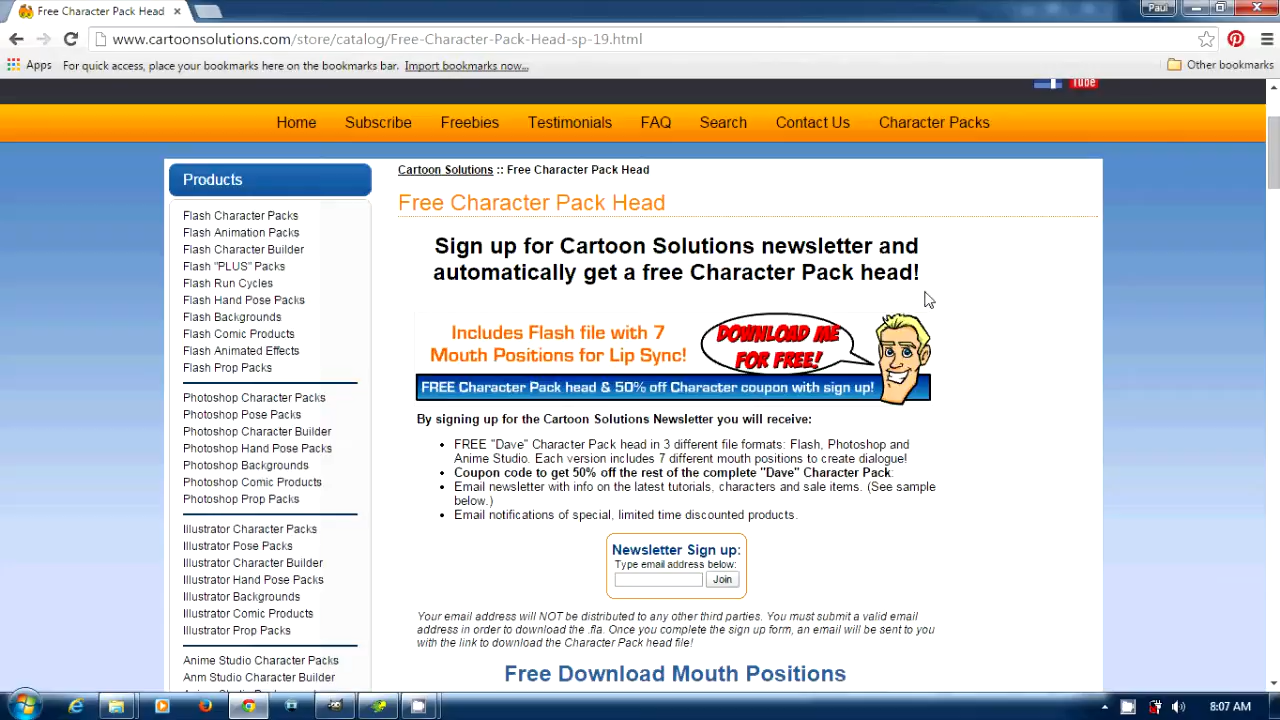 Free Character Pack Head
Paul
www.cartoonsolutions.com/store/catalog/Free-Character-Pack-Head-sp-19.html
Apps For quick access, place your bookmarks here on the bookmarks bar. Import bookmarks now... Other bookmarks
Tube
Home Subscribe Freebies Testimonials FAQ Search Contact Us Character Packs
Products
Flash Character Packs
Flash Animation Packs
Flash Character Builder
Flash "PLUS" Packs
Flash Run Cycles
Flash Hand Pose Packs
Flash Backgrounds
Flash Comic Products
Flash Animated Effects
Flash Prop Packs
Photoshop Character Packs
Photoshop Pose Packs
Photoshop Character Builder
Photoshop Hand Pose Packs
Photoshop Backgrounds
Photoshop Comic Products
Photoshop Prop Packs
Illustrator Character Packs
Illustrator Pose Packs
Illustrator Character Builder
Illustrator Hand Pose Packs
Illustrator Backgrounds
Illustrator Comic Products
Illustrator Prop Packs
Anime Studio Character Packs
Anm Studio Character Builder
Cartoon Solutions :: Free Character Pack Head
Free Character Pack Head
Sign up for Cartoon Solutions newsletter and
automatically get a free Character Pack head!
Includes Flash file with 7
Mouth Positions for Lip Sync!
DOWNLOAD ME
FOR FREE!
FREE Character Pack head & 50% off Character coupon with sign up!
By signing up for the Cartoon Solutions Newsletter you will receive:
FREE "Dave" Character Pack head in 3 different file formats: Flash, Photoshop and
Anime Studio. Each version includes 7 different mouth positions to create dialogue!
Coupon code to get 50% off the rest of the complete "Dave" Character Pack.
Email newsletter with info on the latest tutorials, characters and sale items. (See sample
below.)
Email notifications of special, limited time discounted products.
Newsletter Sign up:
Type email address below:
Join
Your email address will NOT be distributed to any other third parties. You must submit a valid email
address in order to download the .fla. Once you complete the sign up form, an email will be sent to you
with the link to download the Character Pack head file!
Free Download Mouth Positions
8:07 AM